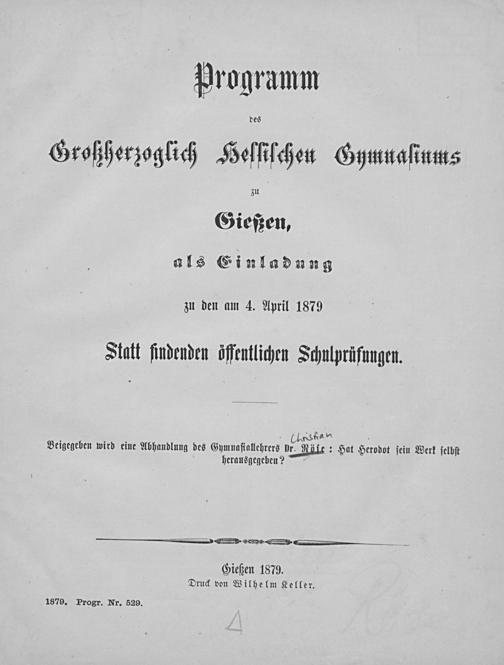 Programm
des
Großherzoglich Hessischen Gymnasiums
zu
Gießen,
als Einladung
zu den am 4. April 1879
Statt findenden öffentlichen Schulprüfungen.
Christian
Beigegeben wird eine Abhandlung des Gymnasiallehrers Dr. Röse: Hat Herodot sein Werk selbst
herausgegeben?
Gießen 1879.
Druck von Wilhelm Keller.
1879. Progr. Nr. 529.